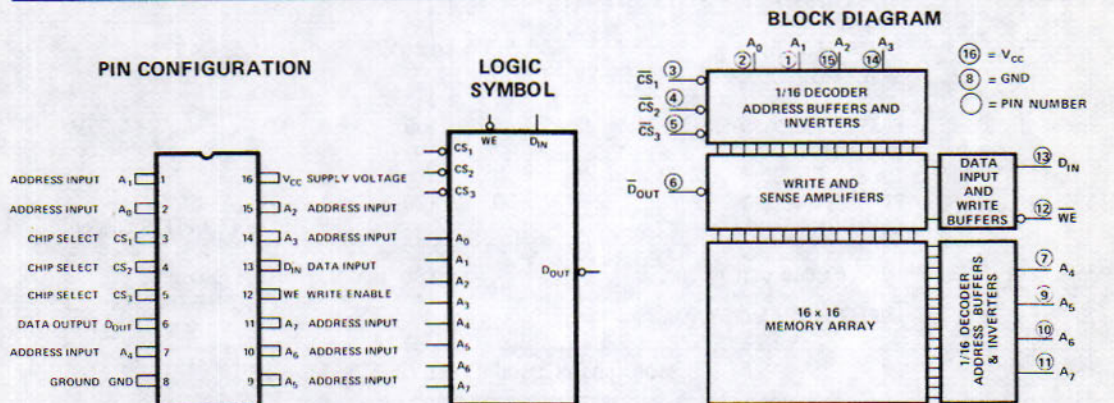 PIN CONFIGURATION
ADDRESS INPUT A1 1
ADDRESS INPUT A0 2
CHIP SELECT CS1 3
CHIP SELECT CS2 4
CHIP SELECT CS3 5
DATA OUTPUT DOUT 6
ADDRESS INPUT A4 7
GROUND GND 8
16 VCC SUPPLY VOLTAGE
15 A2 ADDRESS INPUT
14 A3 ADDRESS INPUT
13 DIN DATA INPUT
12 WE WRITE ENABLE
11 A7 ADDRESS INPUT
10 A6 ADDRESS INPUT
9 A5 ADDRESS INPUT
LOGIC
SYMBOL
WE DIN
CS1
CS2
CS3
A0
A1
A2
A3
A4
A5
A6
A7
DOUT
BLOCK DIAGRAM
A0 A1 A2 A3
2 1 15 14
C̅S̅1 3
C̅S̅2 4
C̅S̅3 5
1/16 DECODER
ADDRESS BUFFERS AND
INVERTERS
16 = VCC
8 = GND
= PIN NUMBER
D̅OUT 6
WRITE AND
SENSE AMPLIFIERS
DATA
INPUT
AND
WRITE
BUFFERS
13 DIN
12 W̅E̅
16 x 16
MEMORY ARRAY
1/16 DECODER
ADDRESS BUFFERS
& INVERTERS
7 A4
9 A5
10 A6
11 A7